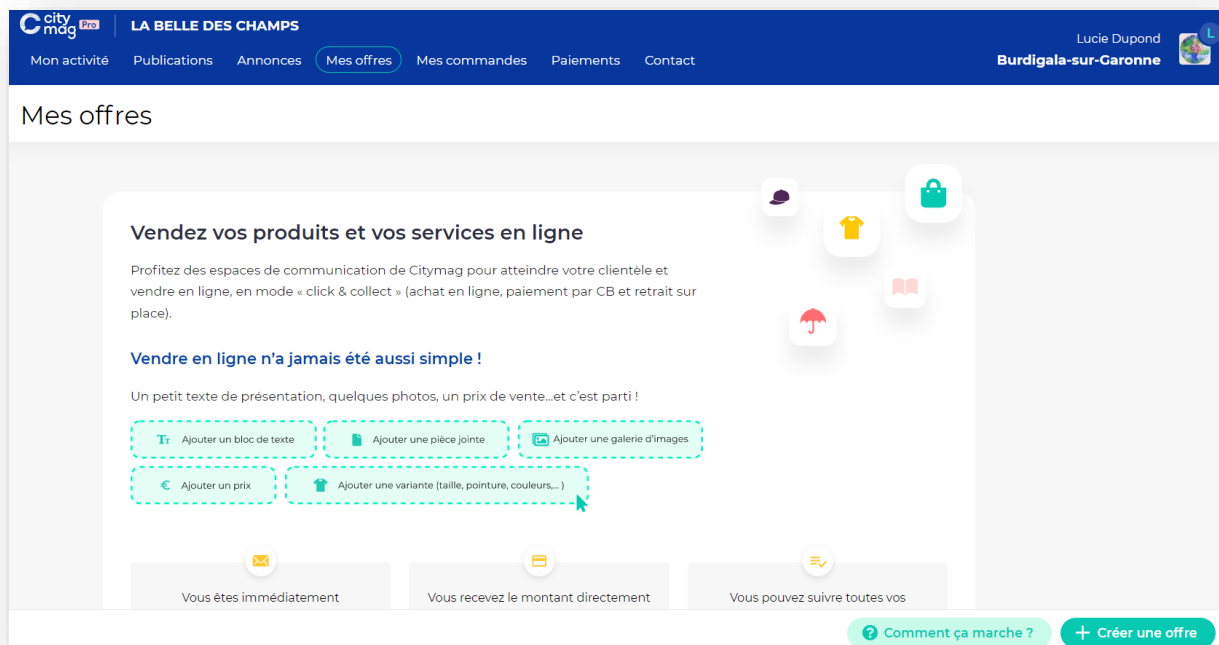 city mag Pro
LA BELLE DES CHAMPS
Lucie Dupond
L
Mon activité Publications Annonces Mes offres Mes commandes Paiements Contact
Burdigala-sur-Garonne
Mes offres
Vendez vos produits et vos services en ligne
Profitez des espaces de communication de Citymag pour atteindre votre clientèle et
vendre en ligne, en mode « click & collect » (achat en ligne, paiement par CB et retrait sur
place).
Vendre en ligne n’a jamais été aussi simple !
Un petit texte de présentation, quelques photos, un prix de vente...et c’est parti !
Tт Ajouter un bloc de texte
Ajouter une pièce jointe
Ajouter une galerie d’images
€ Ajouter un prix
Ajouter une variante (taille, pointure, couleurs,... )
Vous êtes immédiatement
Vous recevez le montant directement
Vous pouvez suivre toutes vos
? Comment ça marche ?
+ Créer une offre